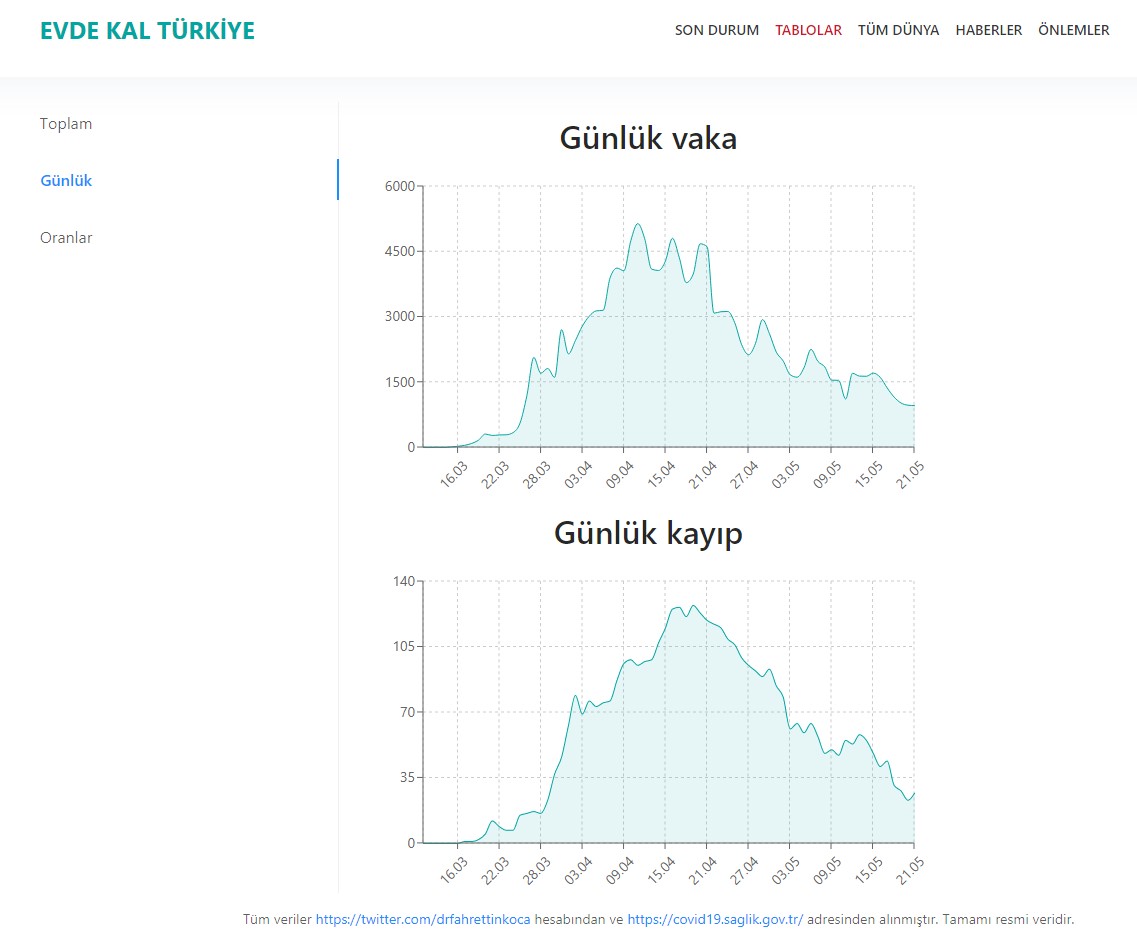 EVDE KAL TÜRKİYE
SON DURUM TABLOLAR TÜM DÜNYA HABERLER ÖNLEMLER
Toplam
Günlük
Oranlar
Günlük vaka
6000
4500
3000
1500
0
16.03 22.03 28.03 03.04 09.04 15.04 21.04 27.04 03.05 09.05 15.05 21.05
Günlük kayıp
140
105
70
35
0
16.03 22.03 28.03 03.04 09.04 15.04 21.04 27.04 03.05 09.05 15.05 21.05
Tüm veriler https://twitter.com/drfahrettinkoca hesabından ve https://covid19.saglik.gov.tr/ adresinden alınmıştır. Tamamı resmi veridir.